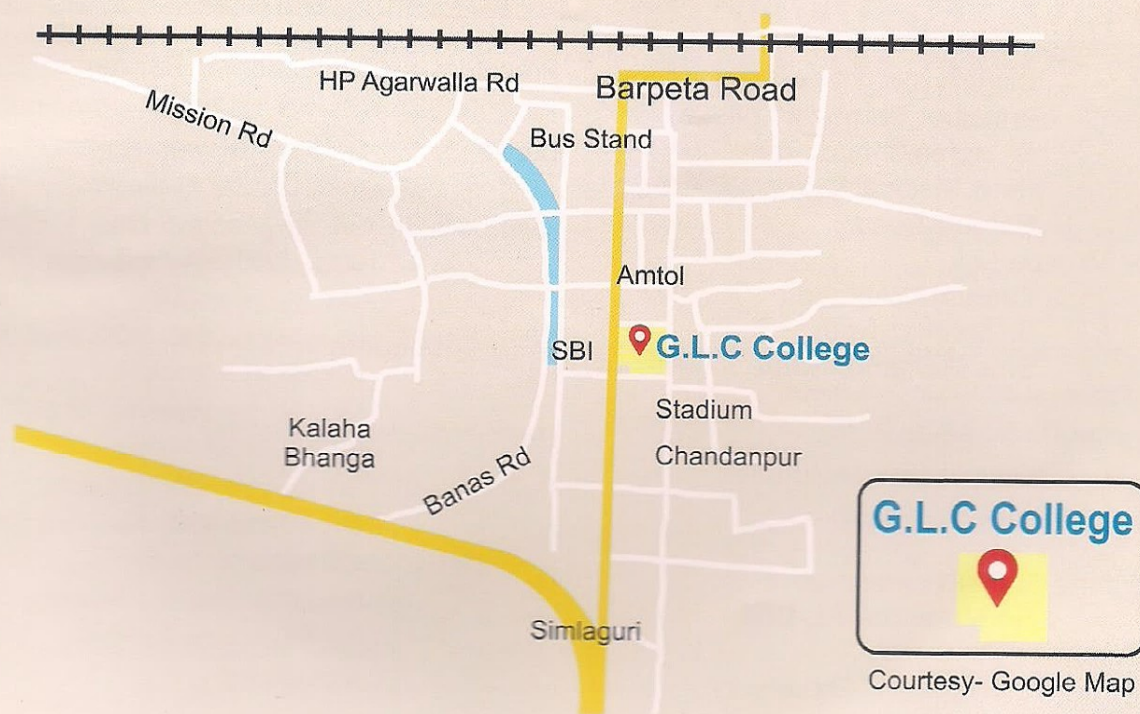 HP Agarwalla Rd
Barpeta Road
Mission Rd
Bus Stand
Amtol
SBI
G.L.C College
Stadium
Kalaha
Bhanga
Chandanpur
Banas Rd
G.L.C College
Simlaguri
Courtesy- Google Map